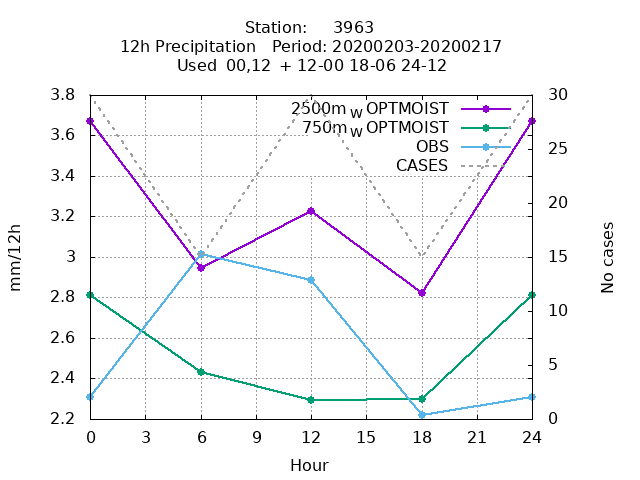 Station: 3963
12h Precipitation Period: 20200203-20200217
Used 00,12 + 12-00 18-06 24-12
3.8
3.6
3.4
3.2
3
2.8
2.6
2.4
2.2
mm/12h
2500m w OPTMOIST
750m w OPTMOIST
OBS
CASES
30
25
20
15
10
5
0
No cases
0 3 6 9 12 15 18 21 24
Hour